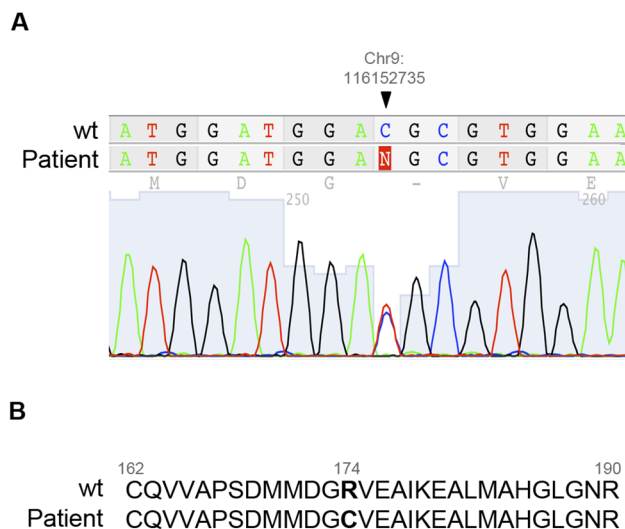 A
Chr9:
116152735
wt A T G G A T G G A C G C G T G G A A
Patient A T G G A T G G A N G C G T G G A A
M D G - V E
250 260
B
162 174 190
wt CQVVAPSDMMDGRVEAIKEALMAHGLGNR
Patient CQVVAPSDMMDGCVEAIKEALMAHGLGNR